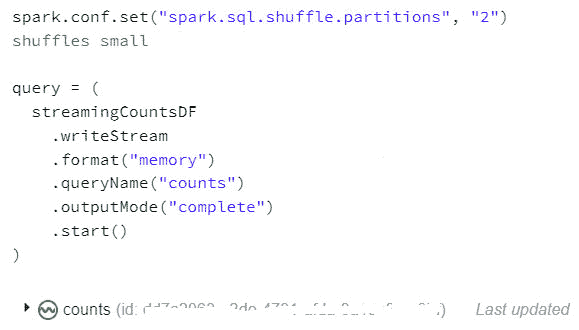 spark.conf.set("spark.sql.shuffle.partitions", "2")
shuffles small
query = (
streamingCountsDF
.writeStream
.format("memory")
.queryName("counts")
.outputMode("complete")
.start()
)
counts (id: ) Last updated